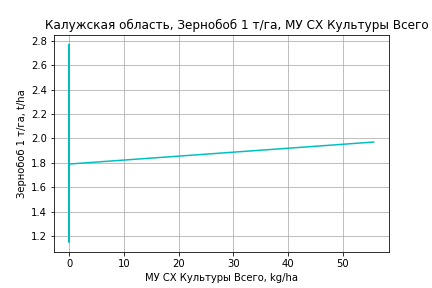 Калужская область, Зернобоб 1 т/га, МУ СХ Культуры Всего
2.8
2.6
2.4
2.2
2.0
1.8
1.6
1.4
1.2
Зернобоб 1 т/га, t/ha
0 10 20 30 40 50
МУ СХ Культуры Всего, kg/ha